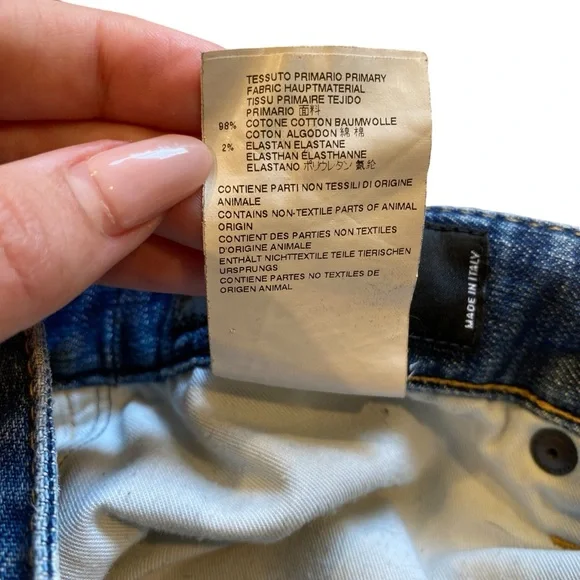 TESSUTO PRIMARIO PRIMARY
FABRIC HAUPTMATERIAL
TISSU PRIMAIRE TEJIDO
PRIMARIO 面料
98% COTONE COTTON BAUMWOLLE
COTON ALGODON 綿 棉
2% ELASTAN ELASTANE
ELASTHAN ÉLASTHANNE
ELASTANO ポリウレタン 氨纶
CONTIENE PARTI NON TESSILI DI ORIGINE
ANIMALE
CONTAINS NON-TEXTILE PARTS OF ANIMAL
ORIGIN
CONTIENT DES PARTIES NON TEXTILES
D'ORIGINE ANIMALE
ENTHÄLT NICHTTEXTILE TEILE TIERISCHEN
URSPRUNGS
CONTIENE PARTES NO TEXTILES DE
ORIGEN ANIMAL
MADE IN ITALY